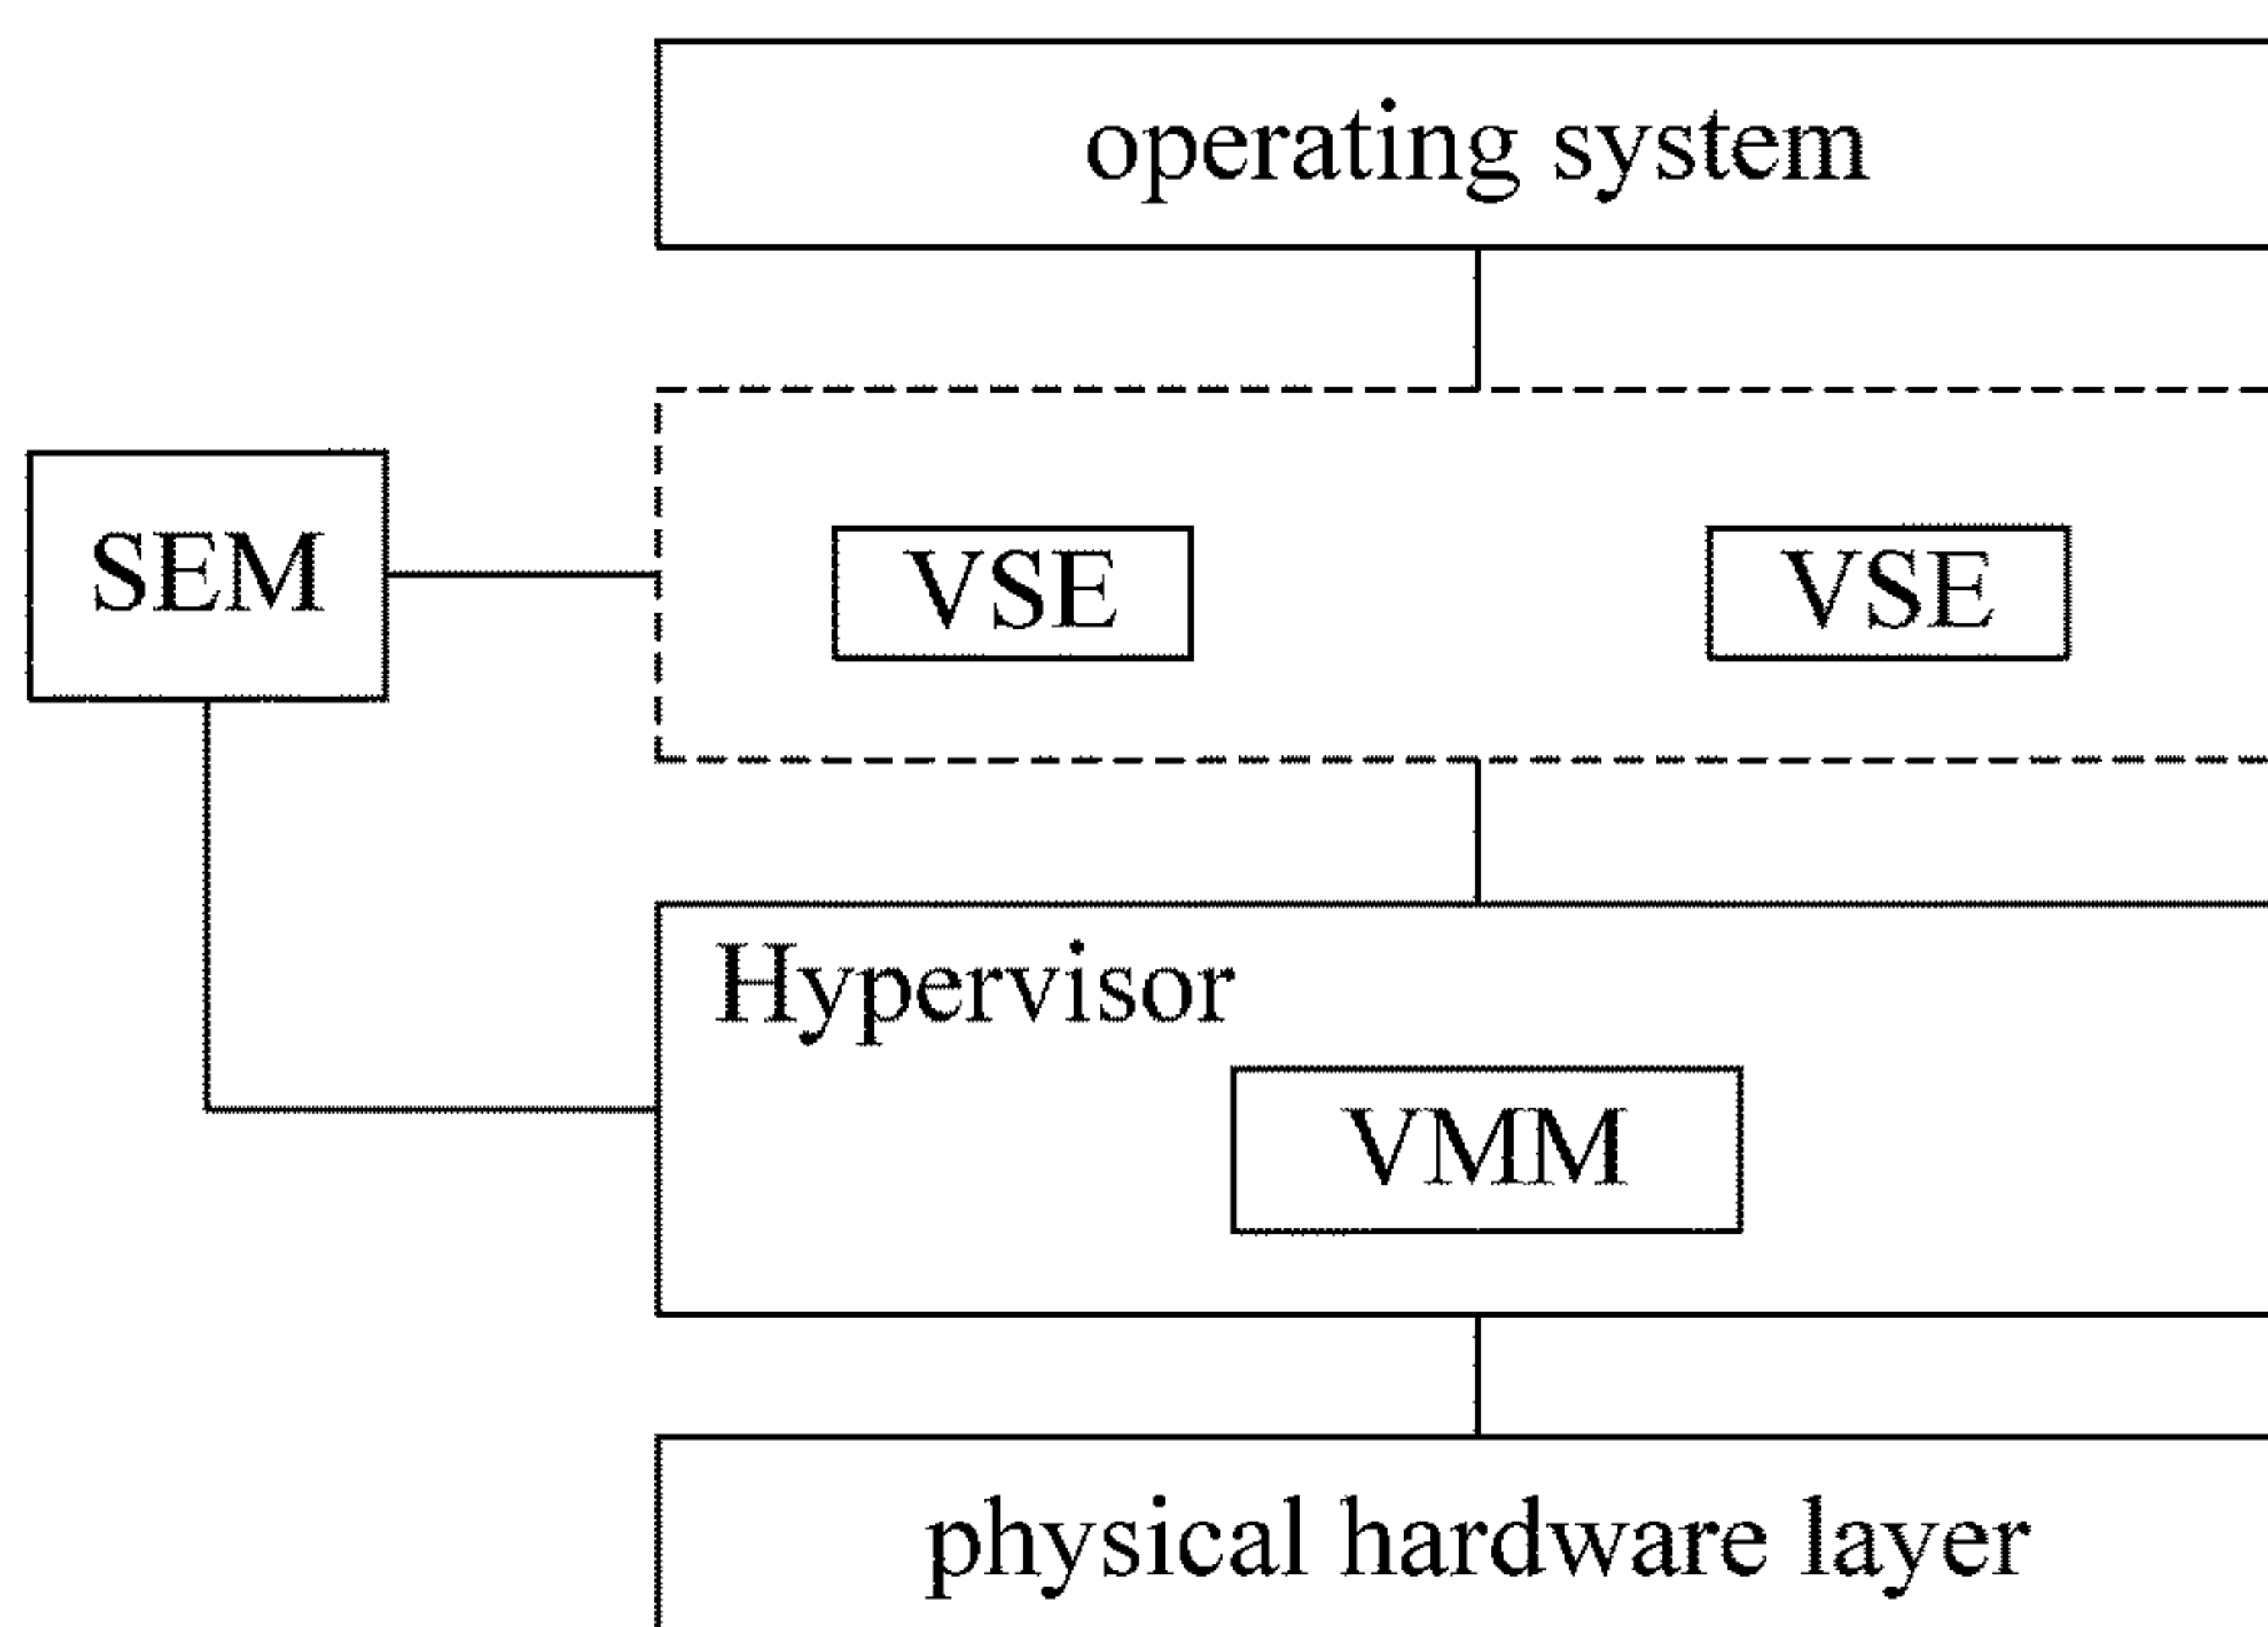 operating system
SEM
VSE
VSE
Hypervisor
VMM
physical hardware layer